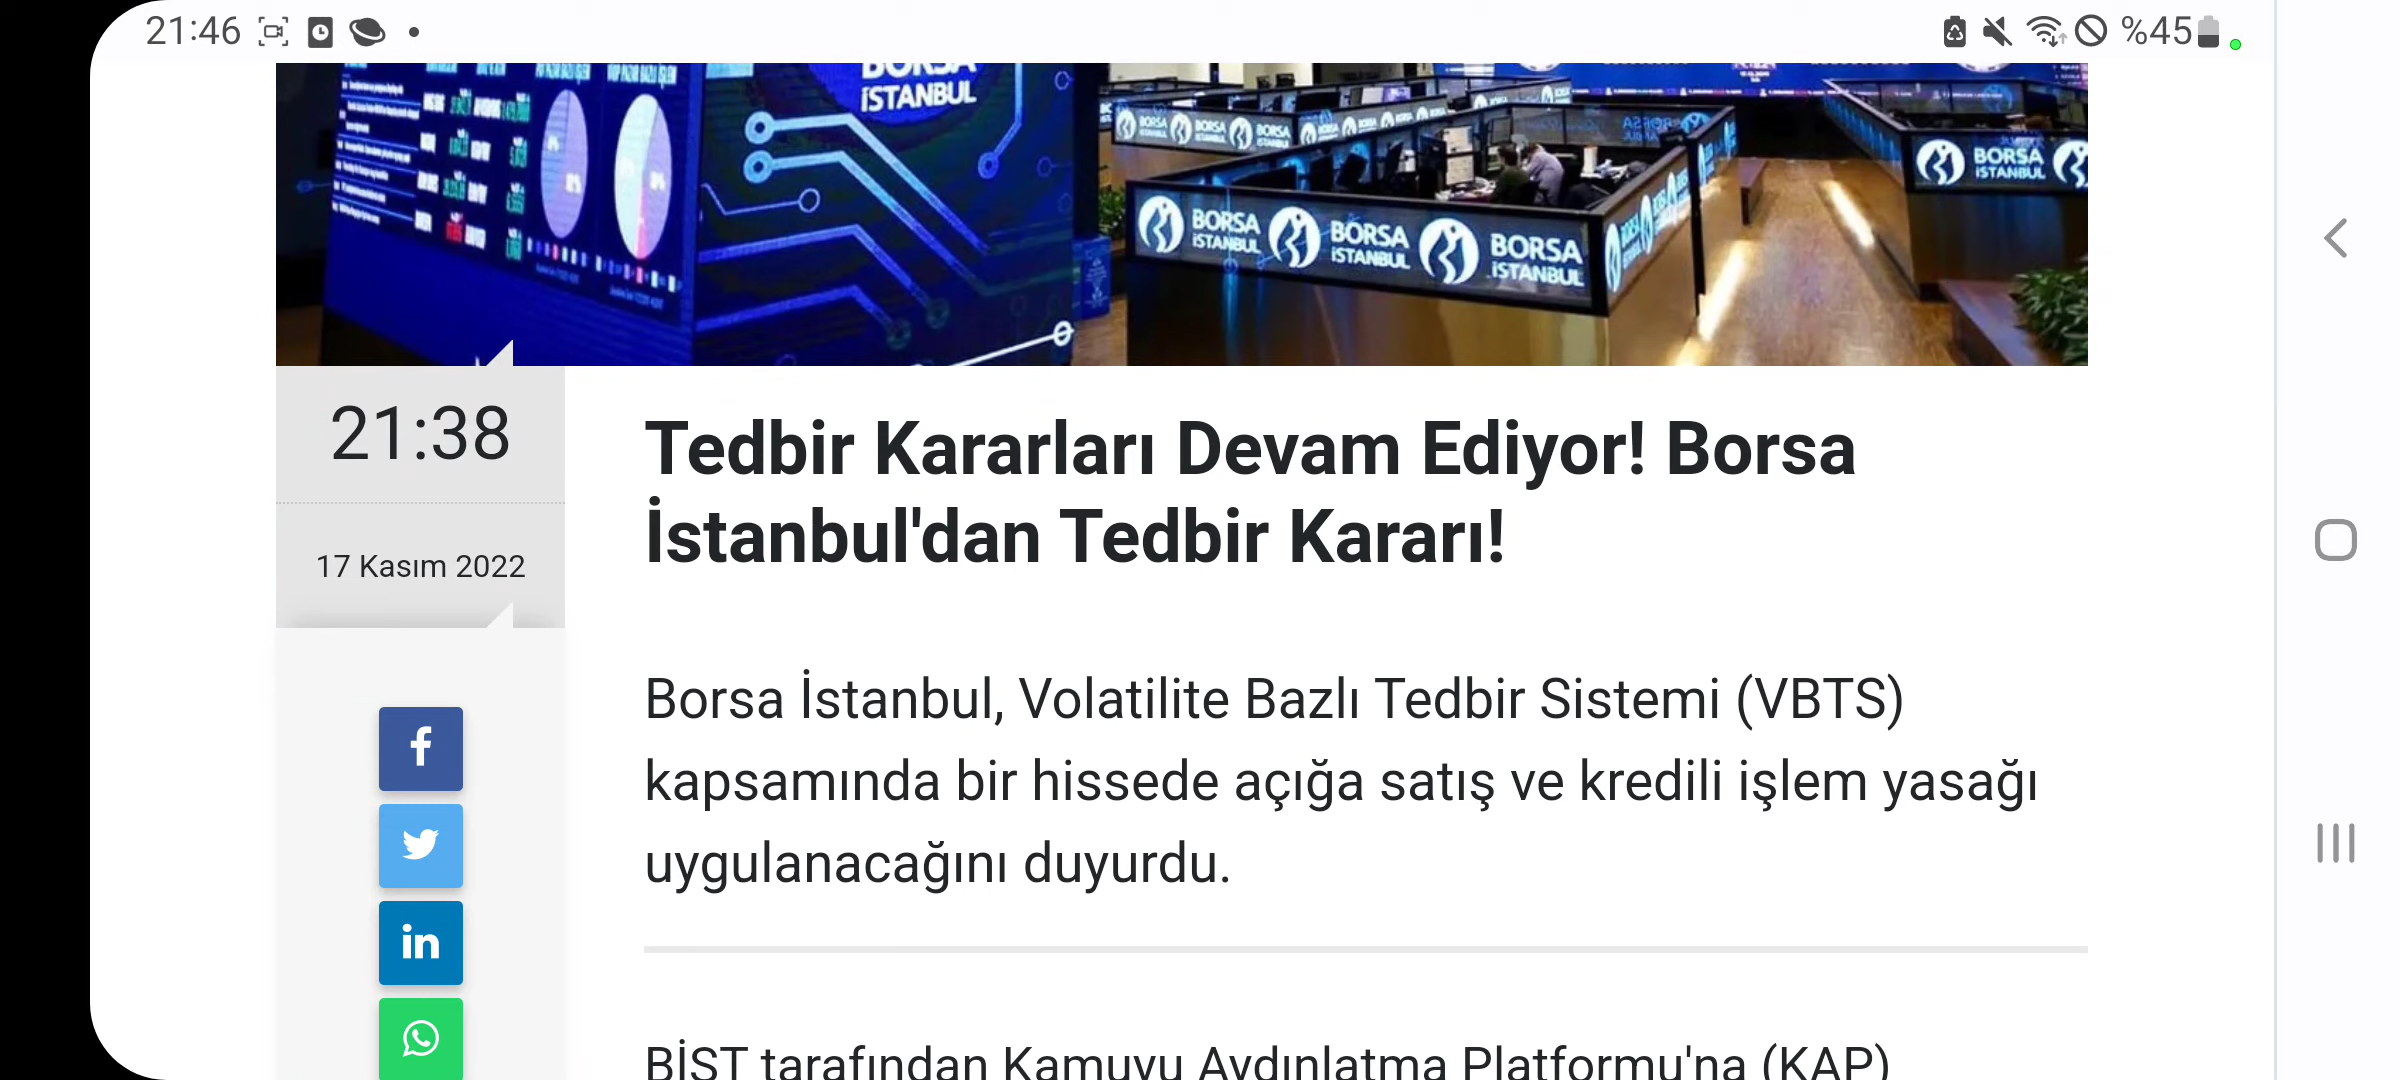 21:46
%45
BORSA
İSTANBUL
BORSA
İSTANBUL
BORSA
İSTANBUL
BORSA
İSTANBUL
BORSA
İSTANBUL
21:38
17 Kasım 2022
Tedbir Kararları Devam Ediyor! Borsa
İstanbul'dan Tedbir Kararı!
Borsa İstanbul, Volatilite Bazlı Tedbir Sistemi (VBTS)
kapsamında bir hissede açığa satış ve kredili işlem yasağı
uygulanacağını duyurdu.
f
in
BİST tarafından Kamuyu Aydınlatma Platformu'na (KAP)